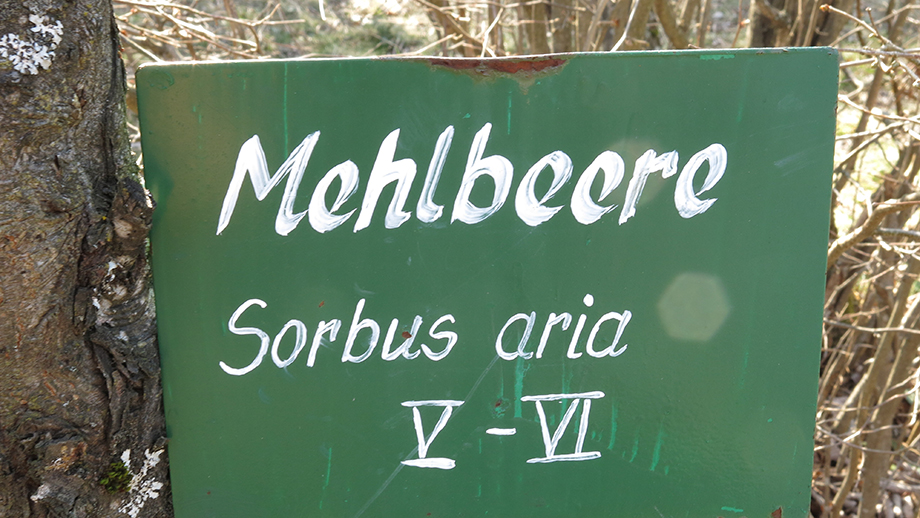 Mehlbeere
Sorbus aria
V - VI